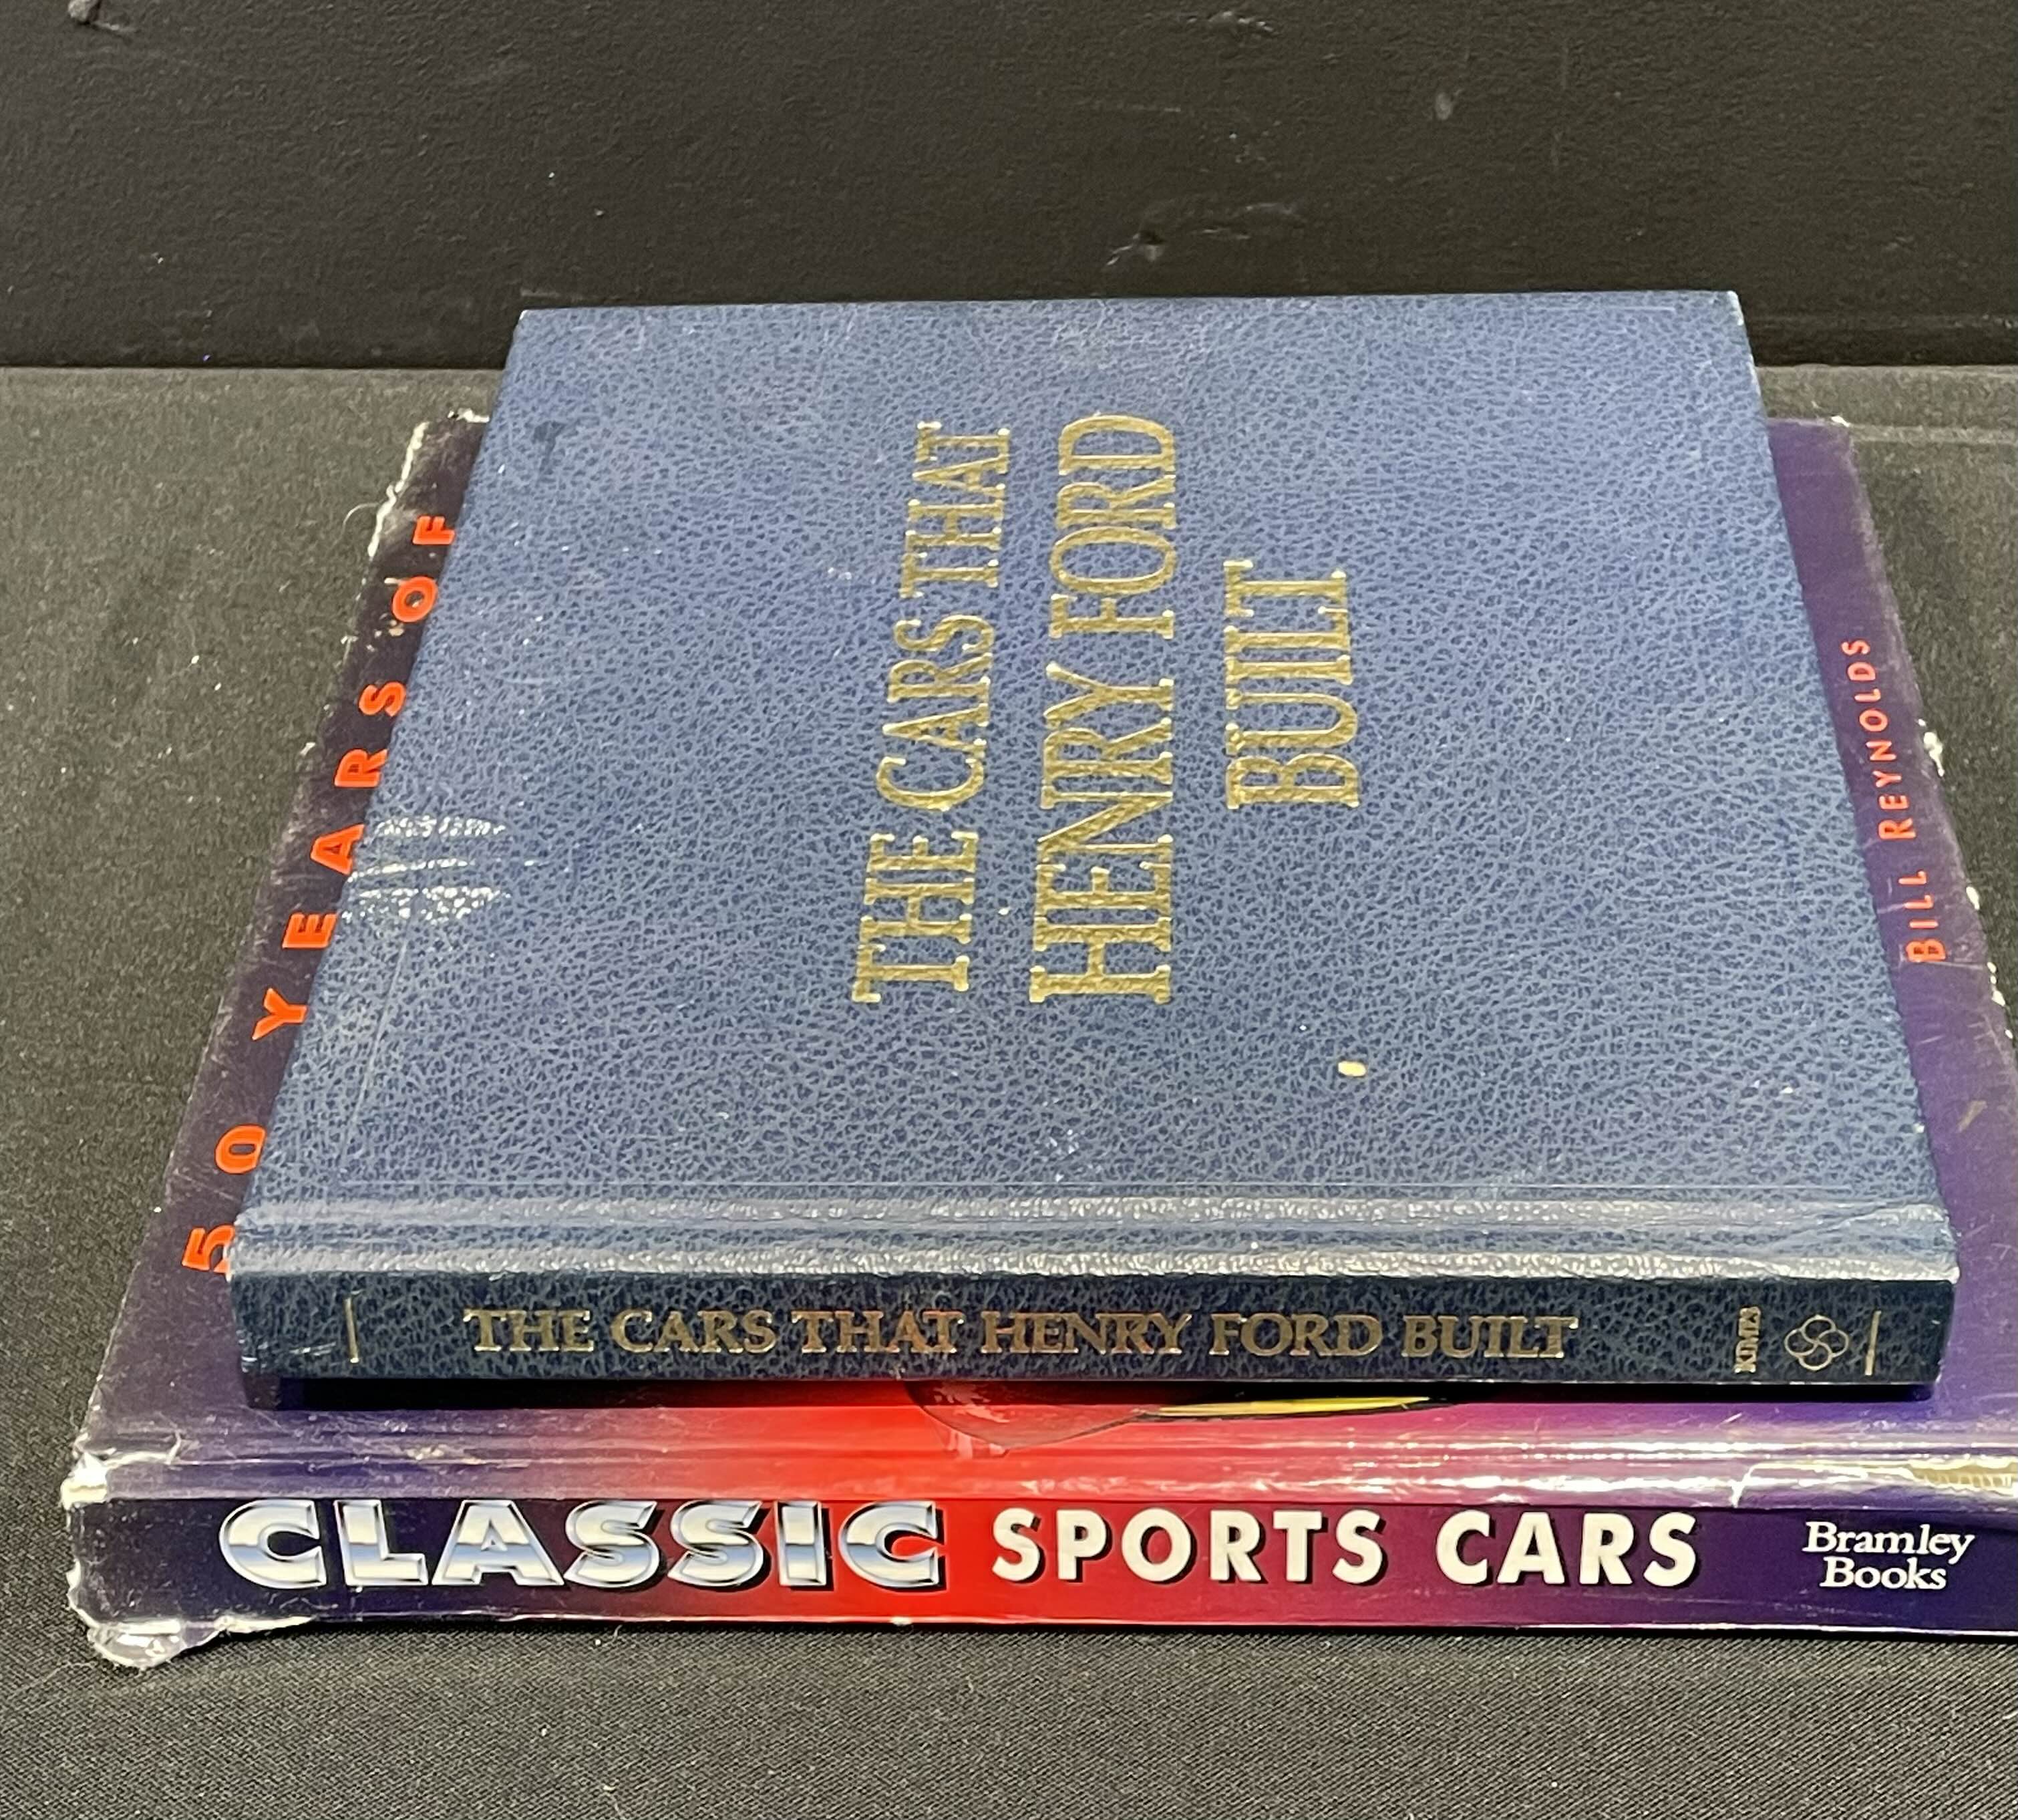 THE CARS THAT
HENRY FORD
BUILT
THE CARS THAT HENRY FORD BUILT
KIMES
50 YEARS OF
BILL REYNOLDS
CLASSIC SPORTS CARS
Bramley
Books